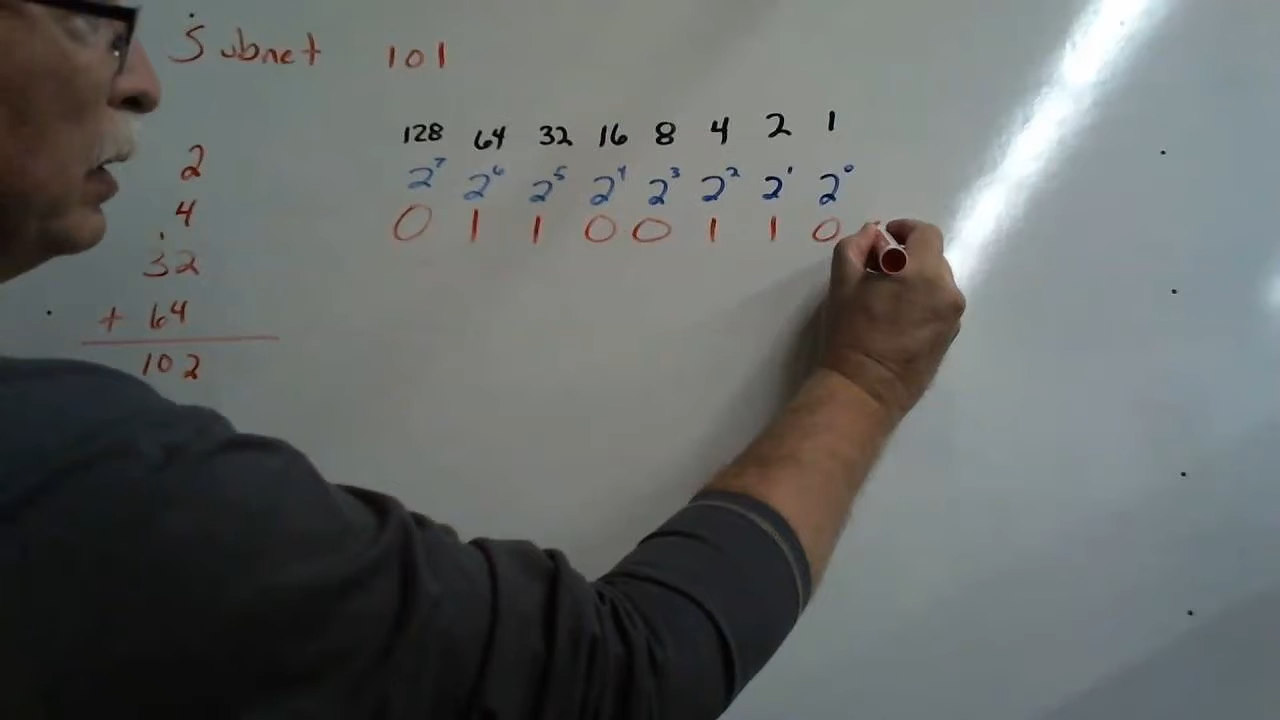 Subnet 101
128 64 32 16 8 4 2 1
2⁷ 2⁶ 2⁵ 2⁴ 2³ 2² 2¹ 2⁰
0 1 1 0 0 1 1 0
2
4
32
+ 64
102